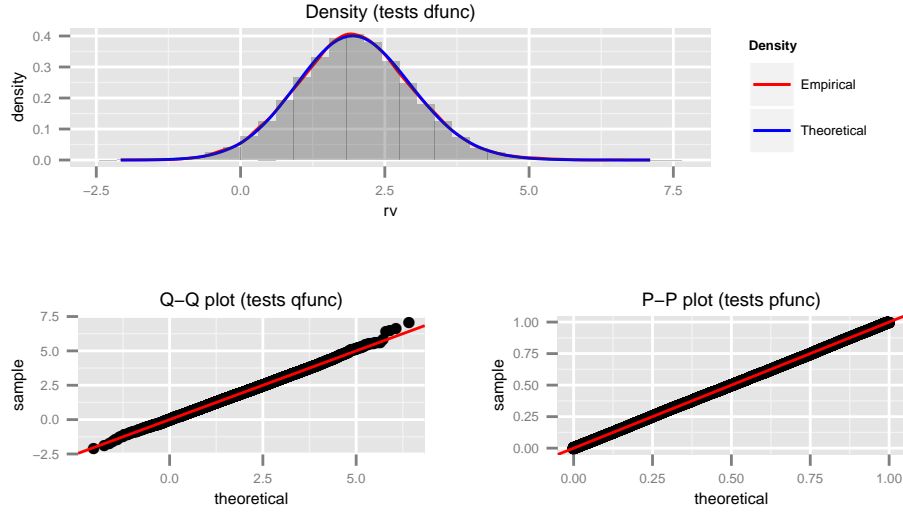 Density (tests dfunc)
0.4
0.3
0.2
0.1
0.0
density
−2.5 0.0 2.5 5.0 7.5
rv
Density
Empirical
Theoretical
Q−Q plot (tests qfunc)
7.5
5.0
2.5
0.0
−2.5
sample
0.0 2.5 5.0
theoretical
P−P plot (tests pfunc)
1.00
0.75
0.50
0.25
0.00
sample
0.00 0.25 0.50 0.75 1.00
theoretical